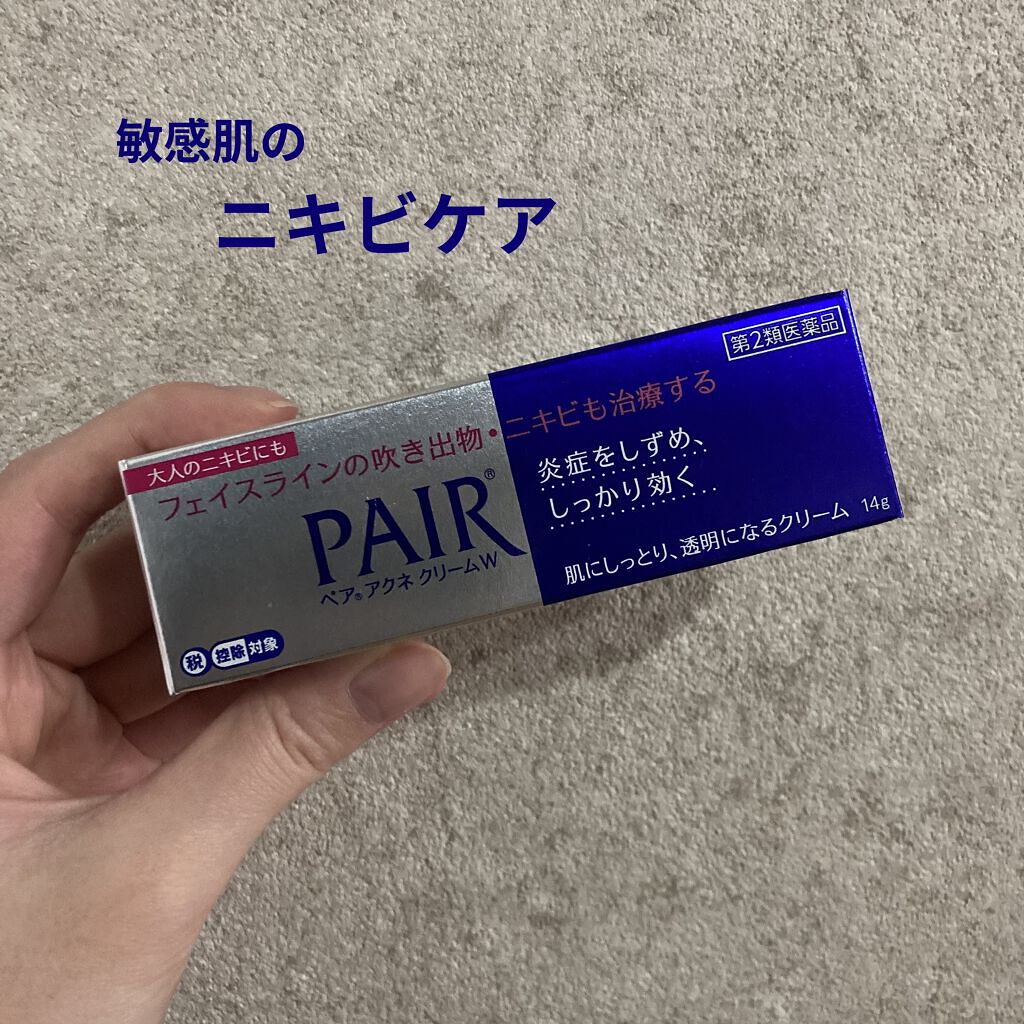 敏感肌の
ニキビケア
第2類医薬品
大人のニキビにも
フェイスラインの吹き出物・ニキビも治療する
PAIR®
ペア®アクネ クリームW
炎症をしずめ、
しっかり効く
肌にしっとり、透明になるクリーム 14g
税 控除対象